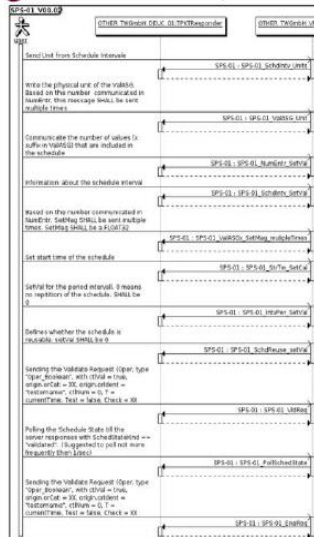 SPS-01_V00.02
OTHER TWGmbH DEUC_01:TPKTResponder
OTHER TWGmbH V
user
Send Unit from Schedule Intervals
SPS-01 : SPS-01_SchdIntv_Units
Write the physical unit of the ValASG
Based on the number communicated in
NumEntr, this message SHALL be sent
multiple times
SPS-01 : SPS-01_ValASG_Unit
Communicate the number of values (x
suffix in ValASG) that are included in
the schedule
SPS-01 : SPS-01_NumEntr_SetVal
Information about the schedule interval
SPS-01 : SPS-01_SchdIntv_SetVal
Based on the number communicated in
NumEntr. SetMag SHALL be sent multiple
times. SetMag SHALL be a FLOAT32
SPS-01 : SPS-01_ValASGx_SetMag_multipleTimes
Set start time of the schedule
SPS-01 : SPS-01_StrTm_SetCal
SetVal for the period intervall. 0 means
no repitition of the schedule. SHALL be
0
SPS-01 : SPS-01_IntvPer_SetVal
Defines whether the schedule is
reusable. setVal SHALL be 0
SPS-01 : SPS-01_SchdReuse_setVal
Sending the Validate Request (Oper, type
"Oper_Boolean", with ctlVal = true,
origin.orCat = XX, origin.orIdent =
"testername", ctlNum = 0, T =
currentTime, Test = false, Check = XX
SPS-01 : SPS-01_VldReq
Polling the Schedule State till the
server responses with SchedStateKind ==
"validated". (Suggested to poll not more
frequently then 1/sec)
SPS-01 : SPS-01_PollSchedState
Sending the Validate Request (Oper, type
"Oper_Boolean", with ctlVal = true,
origin.orCat = XX, origin.orIdent =
"testername", ctlNum = 0, T =
currentTime, Test = false, Check = XX
SPS-01 : SPS-01_EnaReq